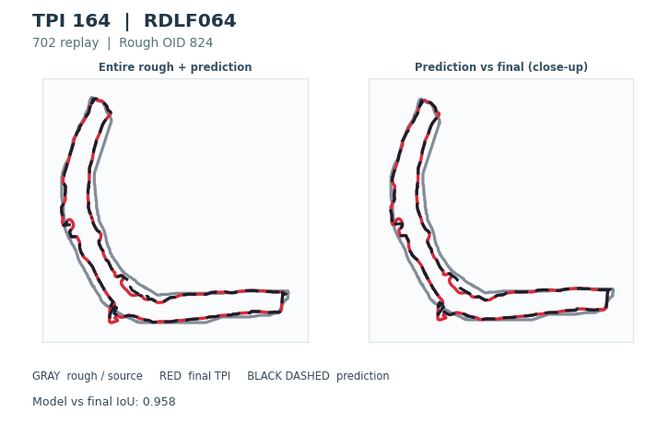 TPI 164 | RDLF064
702 replay | Rough OID 824
Entire rough + prediction
Prediction vs final (close-up)
GRAY rough / source RED final TPI BLACK DASHED prediction
Model vs final IoU: 0.958